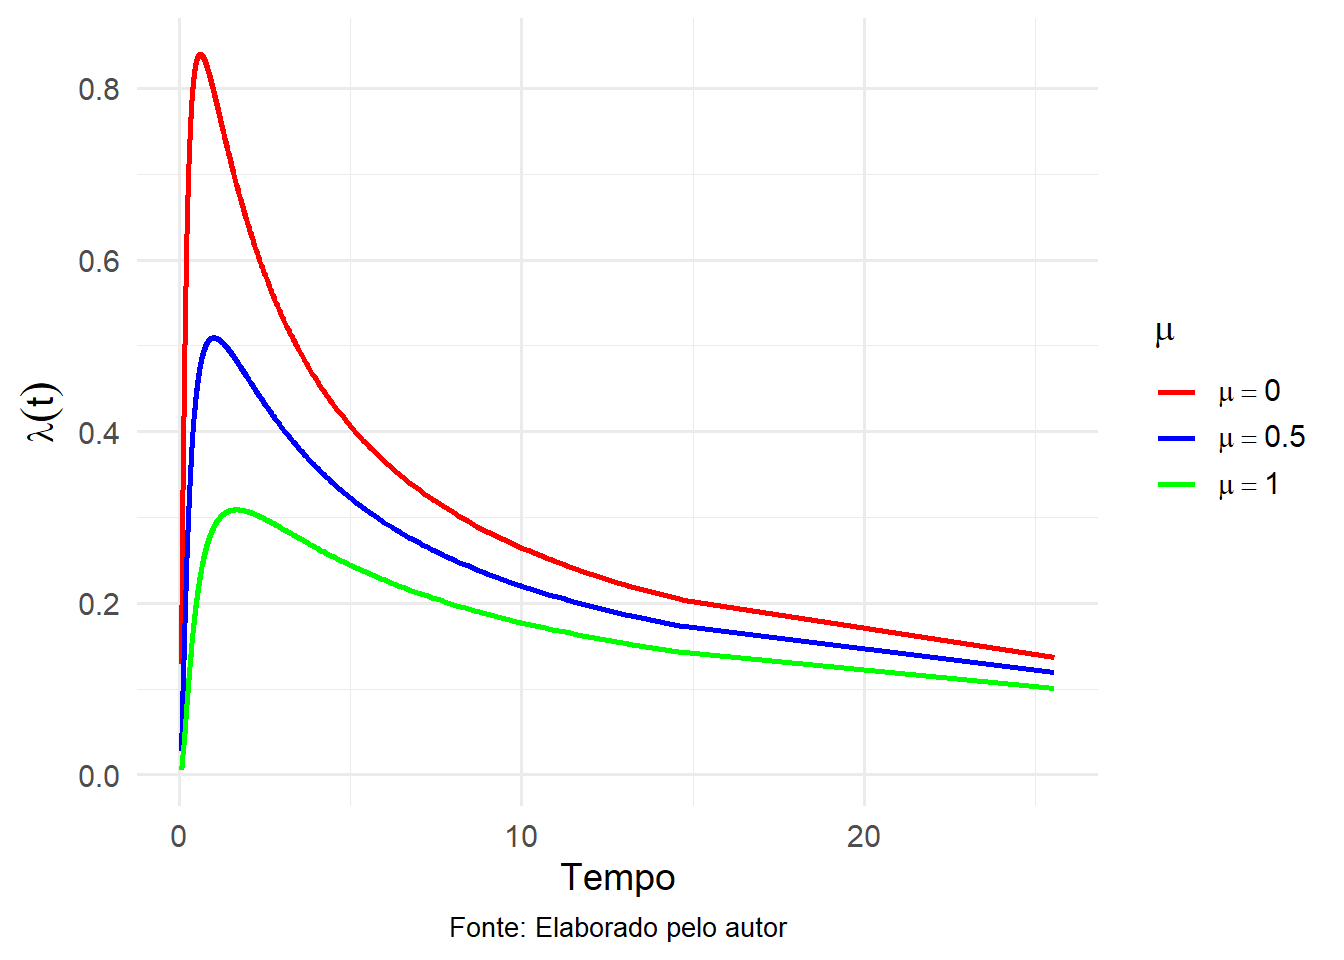 0.8
0.6
0.4
0.2
0.0
λ(t)
0 10 20
Tempo
Fonte: Elaborado pelo autor
μ
μ = 0
μ = 0.5
μ = 1